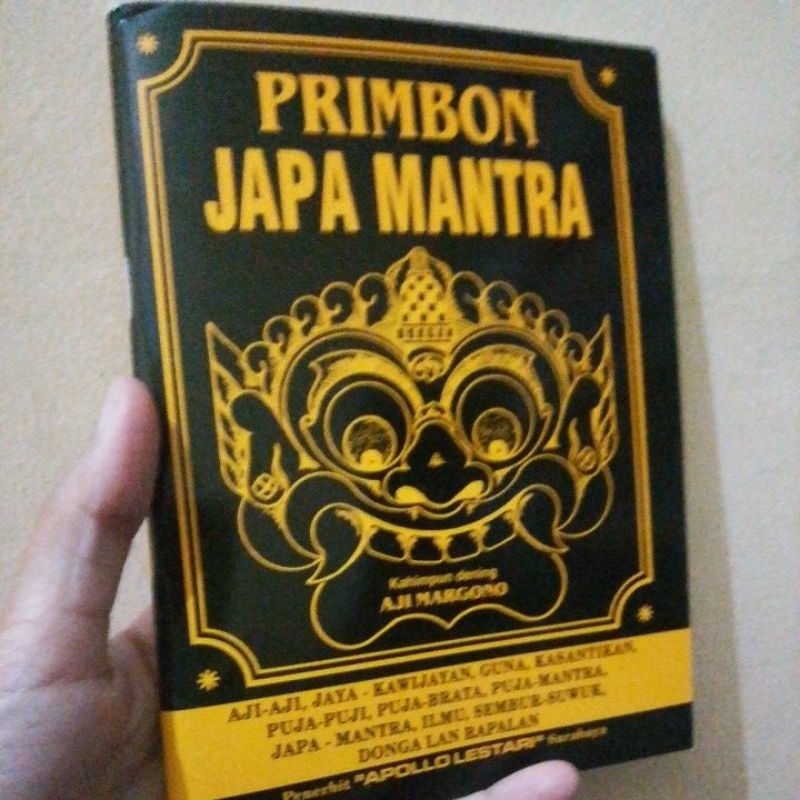 PRIMBON
JAPA MANTRA
Kahimpun dening
AJI MARGONO
AJI-AJI, JAYA - KAWIJAYAN, GUNA, KASANTIKAN,
PUJA-PUJI, PUJA-BRATA, PUJA-MANTRA,
JAPA - MANTRA, ILMU, SEMBUR-SUWUK,
DONGA LAN RAPALAN
Penerbit "APOLLO LESTARI" Surabaya